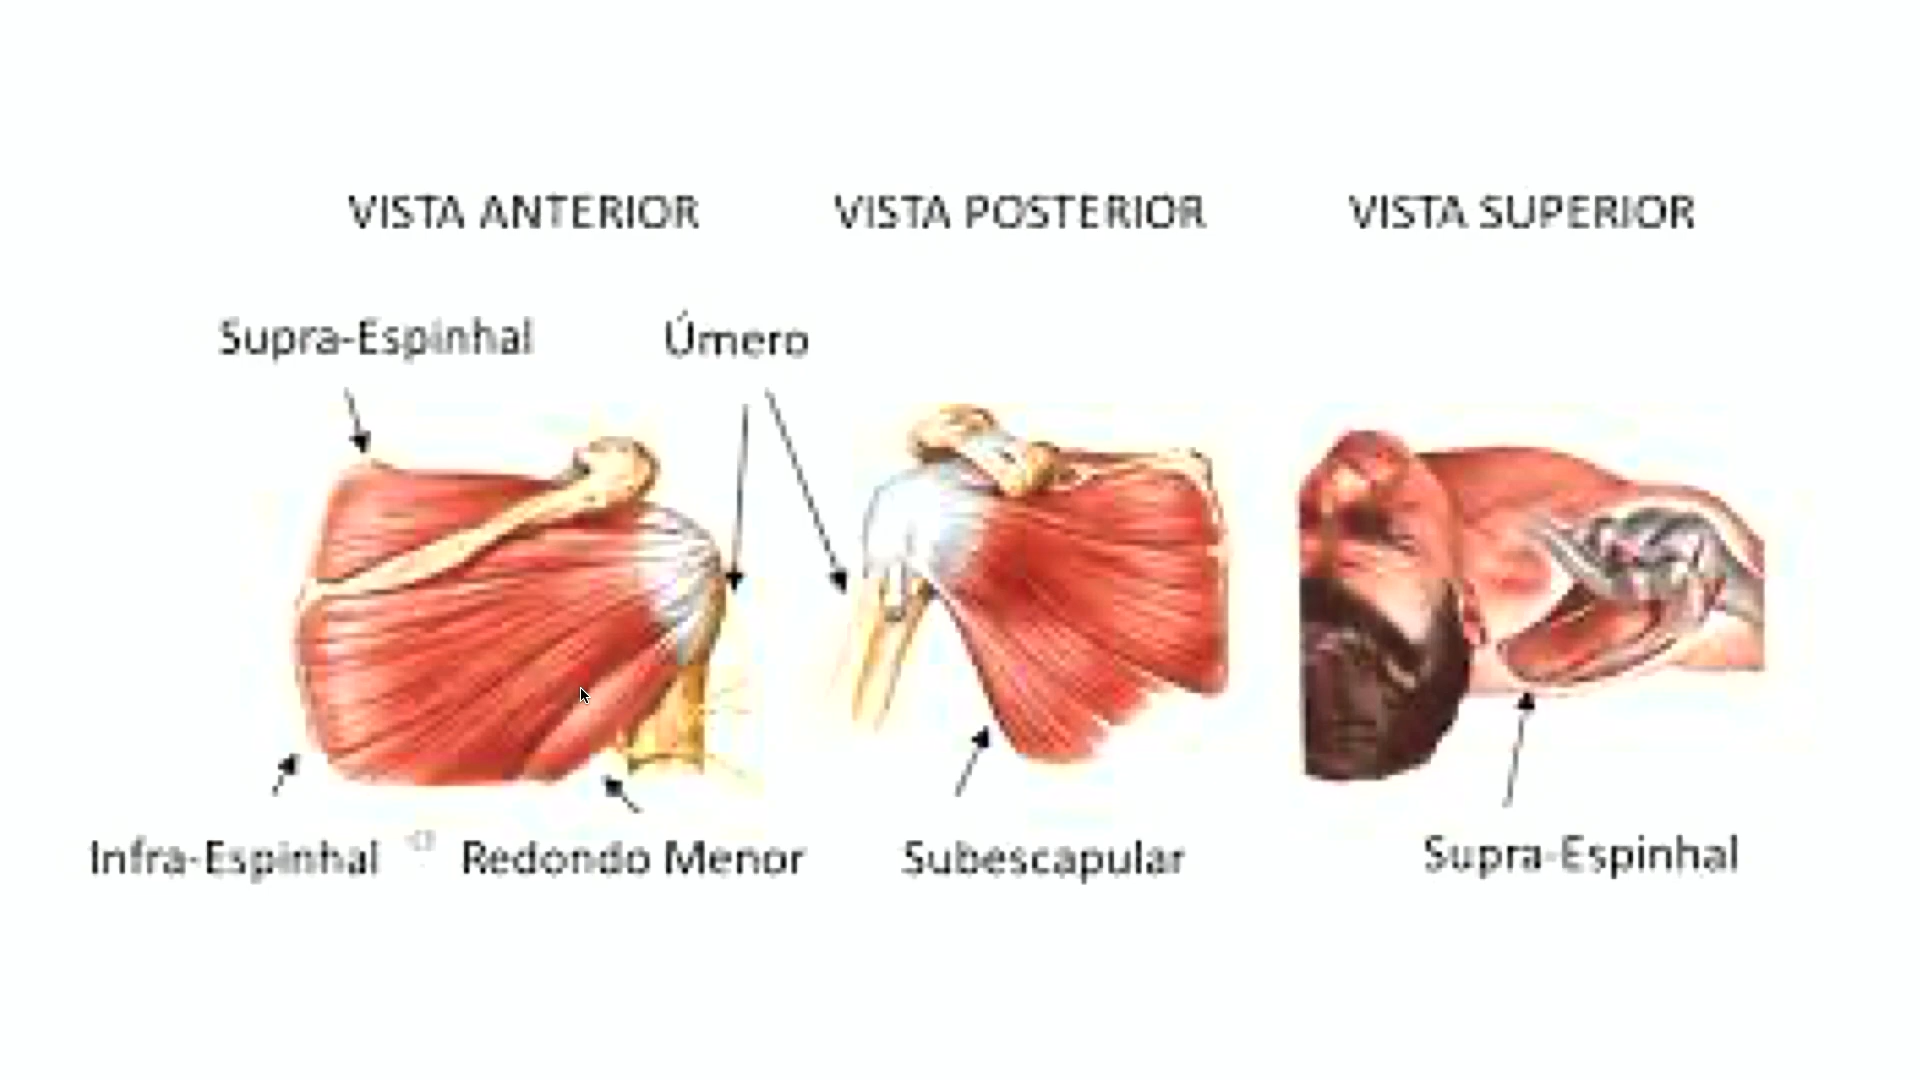 VISTA ANTERIOR VISTA POSTERIOR VISTA SUPERIOR
Supra-Espinhal Úmero
Infra-Espinhal Redondo Menor Subescapular Supra-Espinhal